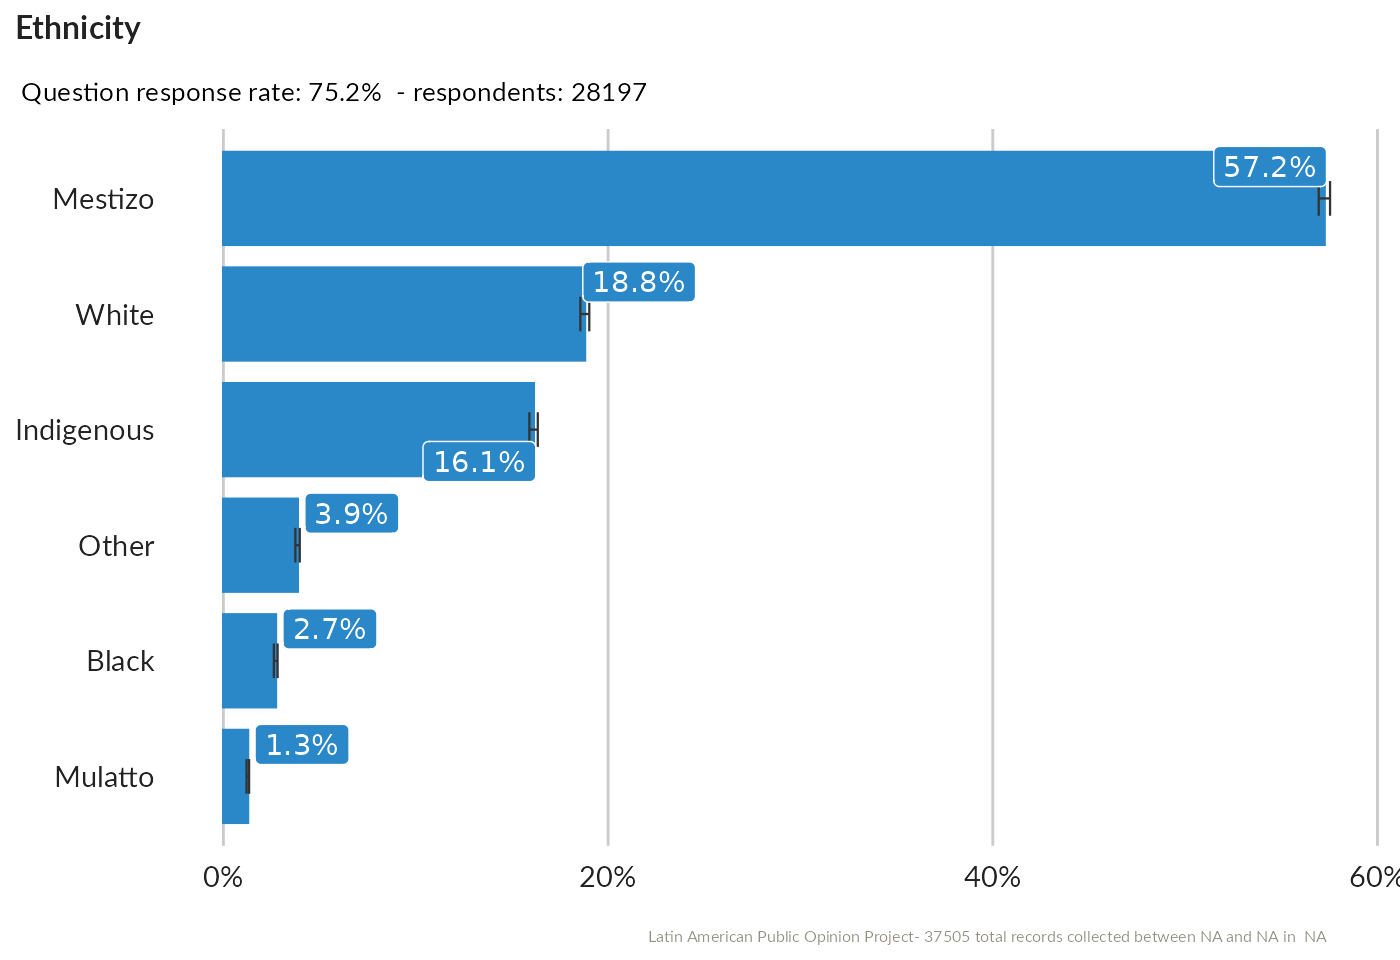 Ethnicity
Question response rate: 75.2%  - respondents: 28197
Mestizo 57.2%
White 18.8%
Indigenous 16.1%
Other 3.9%
Black 2.7%
Mulatto 1.3%
0% 20% 40% 60%
Latin American Public Opinion Project- 37505 total records collected between NA and NA in  NA